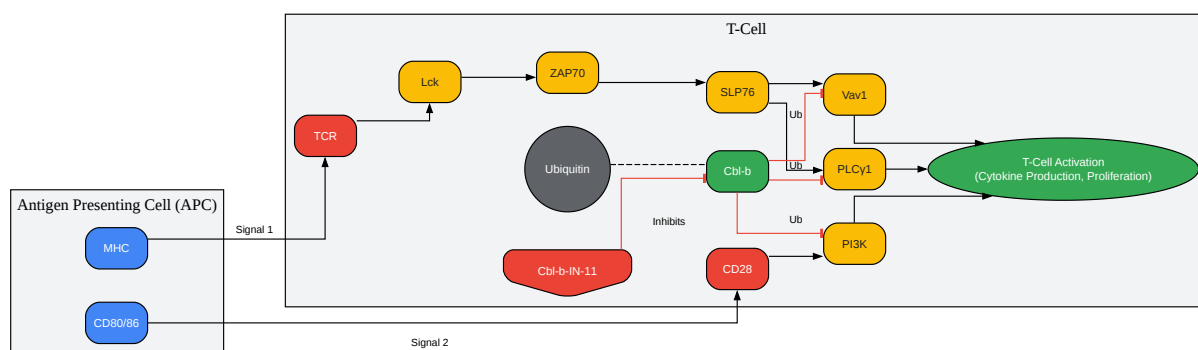 T-Cell
Lck
ZAP70
SLP76
Vav1
TCR
Ub
Ubiquitin
Cbl-b
Ub
PLCγ1
T-Cell Activation
(Cytokine Production, Proliferation)
Antigen Presenting Cell (APC)
MHC
Signal 1
Inhibits
Ub
PI3K
Cbl-b-IN-11
CD28
CD80/86
Signal 2